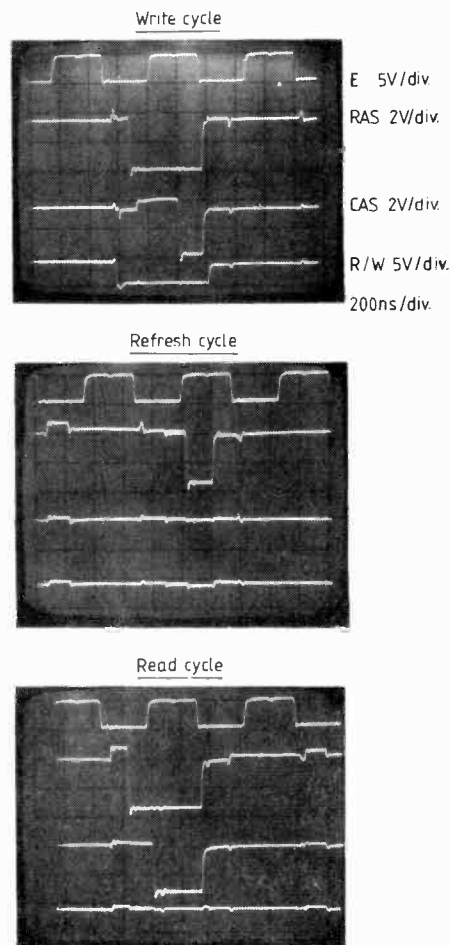 Write cycle
E 5V/div.
RAS 2V/div.
CAS 2V/div.
R/W 5V/div.
200ns/div.
Refresh cycle
Read cycle